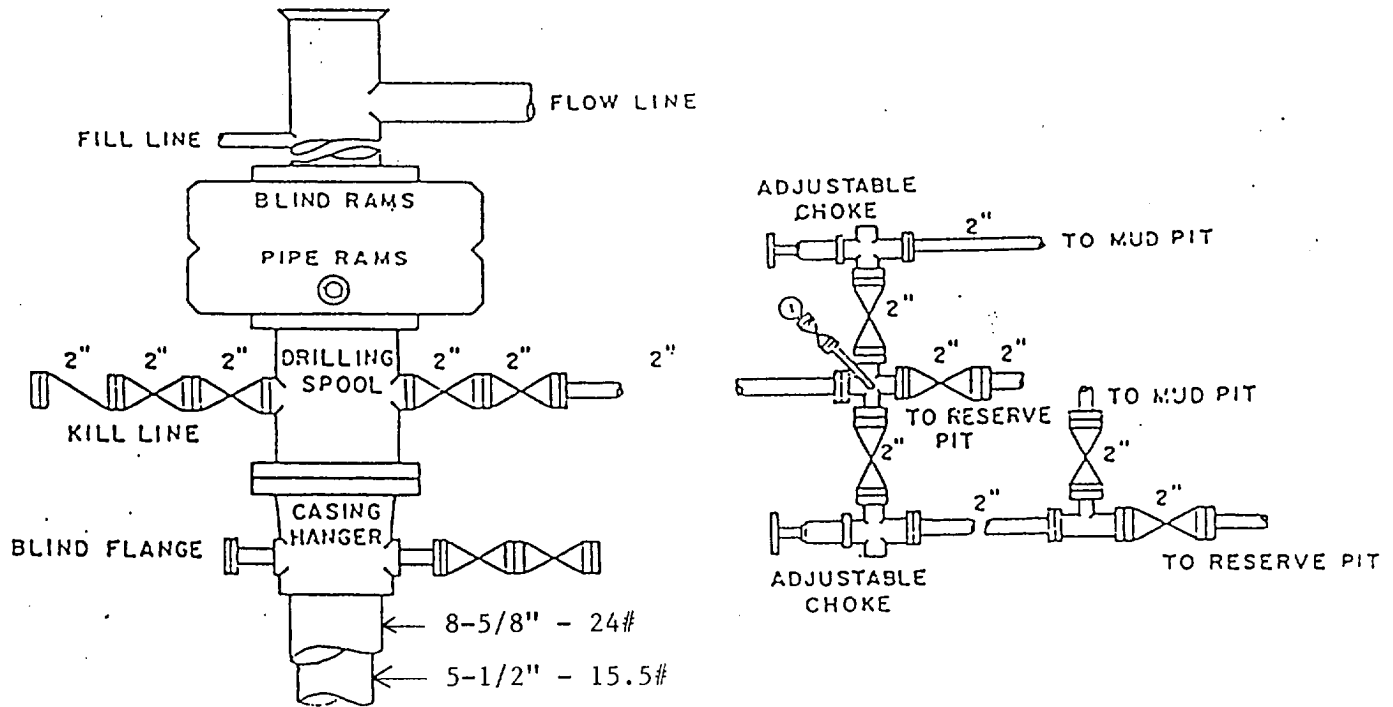 FLOW LINE
FILL LINE
BLIND RAMS
PIPE RAMS
2" 2" 2"
DRILLING
SPOOL
2" 2" 2"
KILL LINE
CASING
HANGER
BLIND FLANGE
8-5/8" - 24#
5-1/2" - 15.5#
ADJUSTABLE
CHOKE
2"
TO MUD PIT
2"
2" 2"
TO RESERVE
PIT
TO MUD PIT
2"
2"
2"
2"
TO RESERVE PIT
ADJUSTABLE
CHOKE